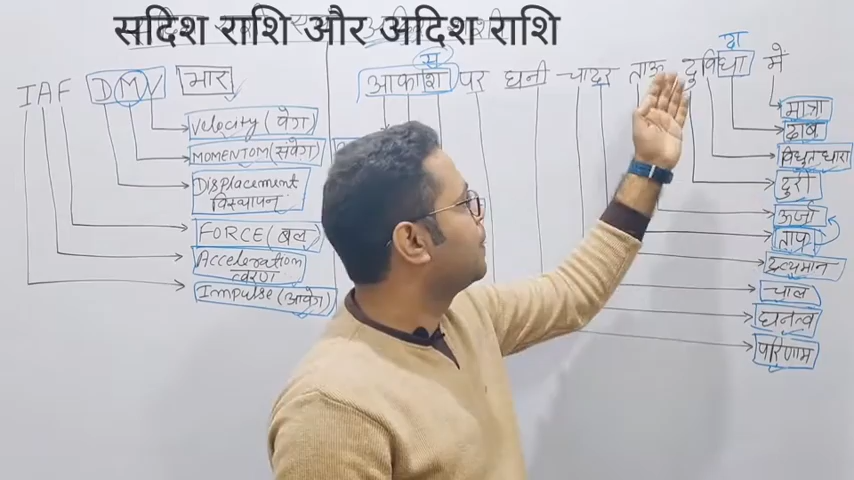 सदिश राशि और अदिश राशि
IAF DMV भार
Velocity (वेग)
MOMENTOM (संवेग)
Displacement
विस्थापन
FORCE (बल)
Acceleration
त्वरण
Impulse (आवेग)
स
आकाशि पर घनी चादर ताऊ दुविधा में
दा
मात्रा
दाब
विधुत धारा
दुरी
ऊर्जा
ताप
द्रव्यमान
चाल
घनत्व
परिणाम